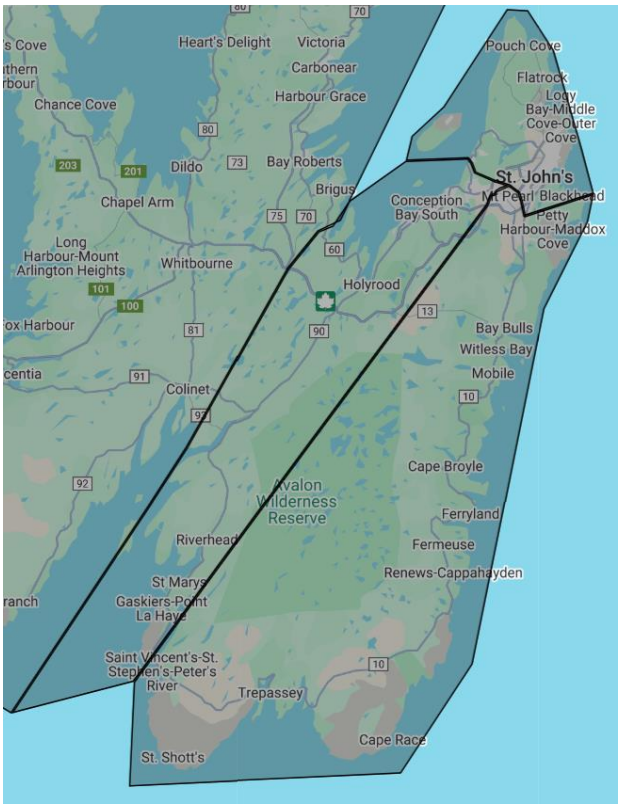 80
70
's Cove
Heart's Delight
Victoria
Pouch Cove
Carbonear
thern
rbour
Flatrock
Harbour Grace
Logy
Bay-Middle
Cove-Outer
Cove
Chance Cove
80
203
73
201
Dildo
Bay Roberts
St. John's
Brigus
Mt Pearl
Blackhead
Chapel Arm
Conception
Bay South
75
70
Petty
Harbour-Maddox
Cove
Long
Harbour-Mount
Arlington Heights
60
Whitbourne
Holyrood
101
100
13
Fox Harbour
81
90
Bay Bulls
Witless Bay
centia
91
Mobile
Colinet
10
93
Cape Broyle
92
Avalon
Wilderness
Reserve
Ferryland
Riverhead
Fermeuse
Renews-Cappahayden
St Marys
ranch
Gaskiers-Point
La Haye
Saint Vincent's-St.
Stephen's-Peter's
River
10
Trepassey
Cape Race
St. Shott's